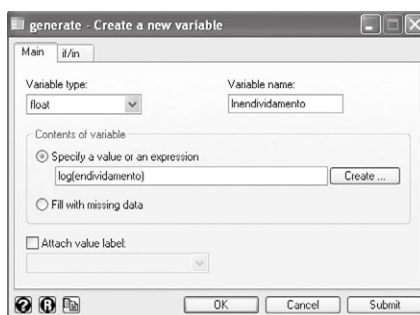 generate - Create a new variable
Main if/in
Variable type: Variable name:
float lnendividamento
Contents of variable
Specify a value or an expression
log(endividamento) Create ...
Fill with missing data
Attach value label:
OK Cancel Submit